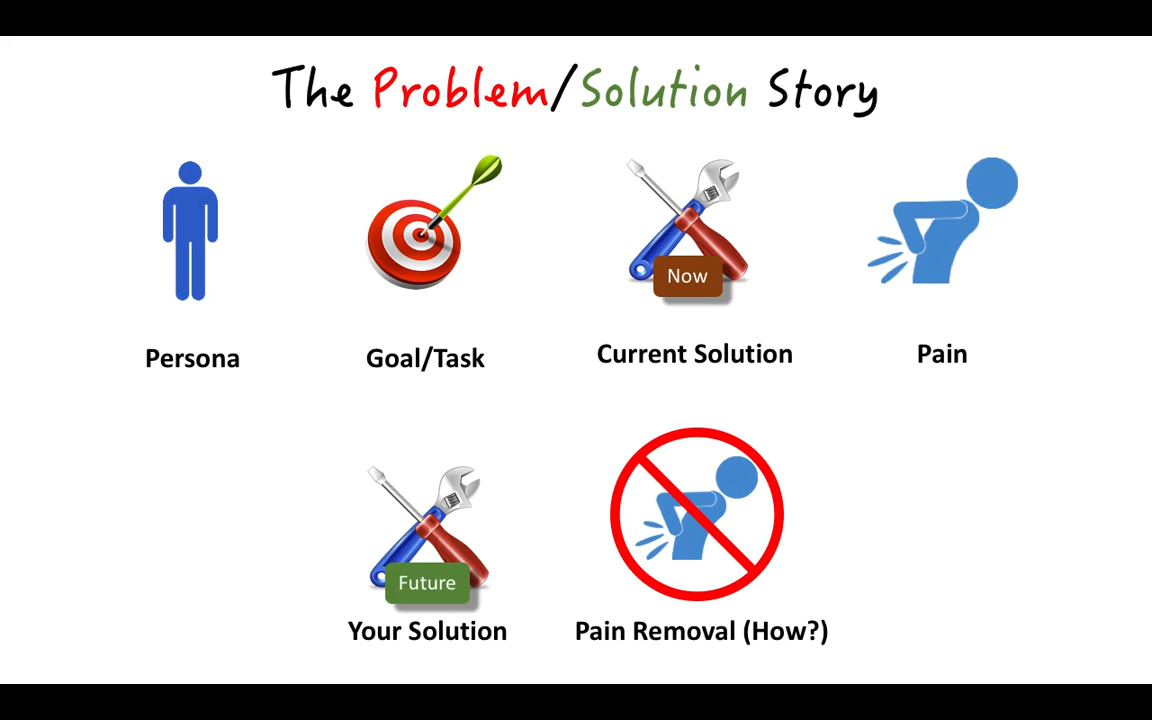 The Problem/Solution Story
Now
Persona
Goal/Task
Current Solution
Pain
Future
Your Solution
Pain Removal (How?)